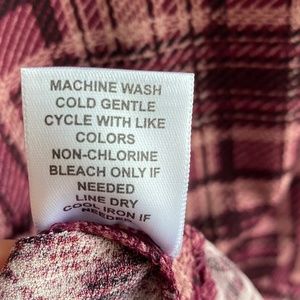 MACHINE WASH
COLD GENTLE
CYCLE WITH LIKE
COLORS
NON-CHLORINE
BLEACH ONLY IF
NEEDED
LINE DRY
COOL IRON IF
NEEDED